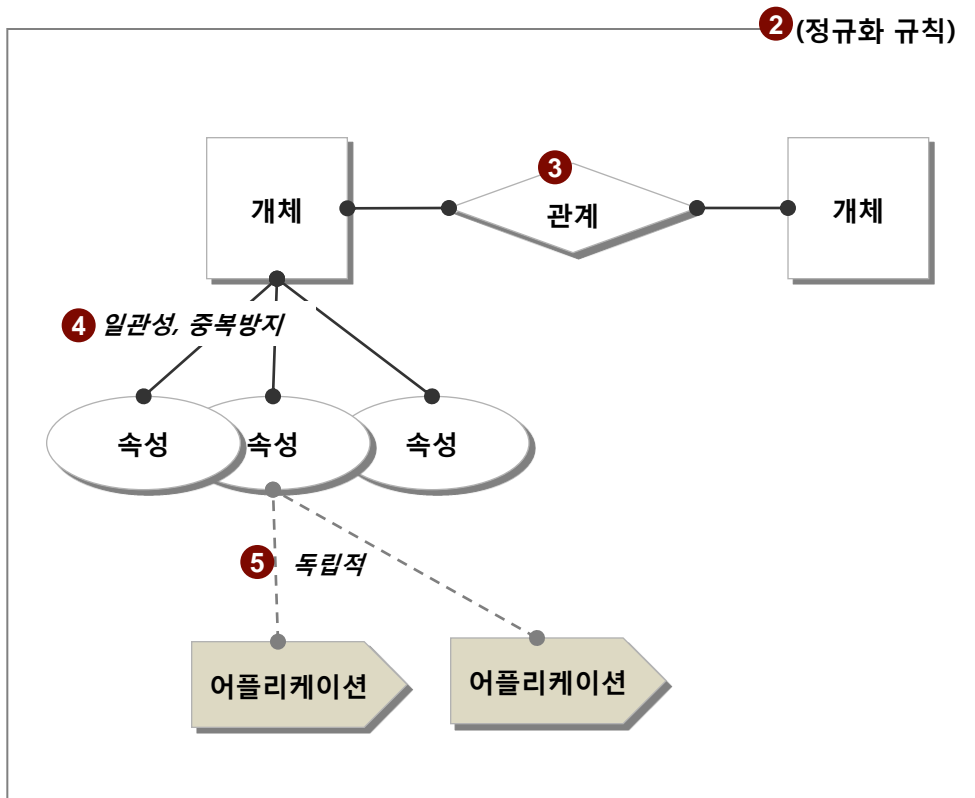 2 (정규화 규칙)
3
개체
관계
개체
4 일관성, 중복방지
속성
속성
속성
5 독립적
어플리케이션
어플리케이션